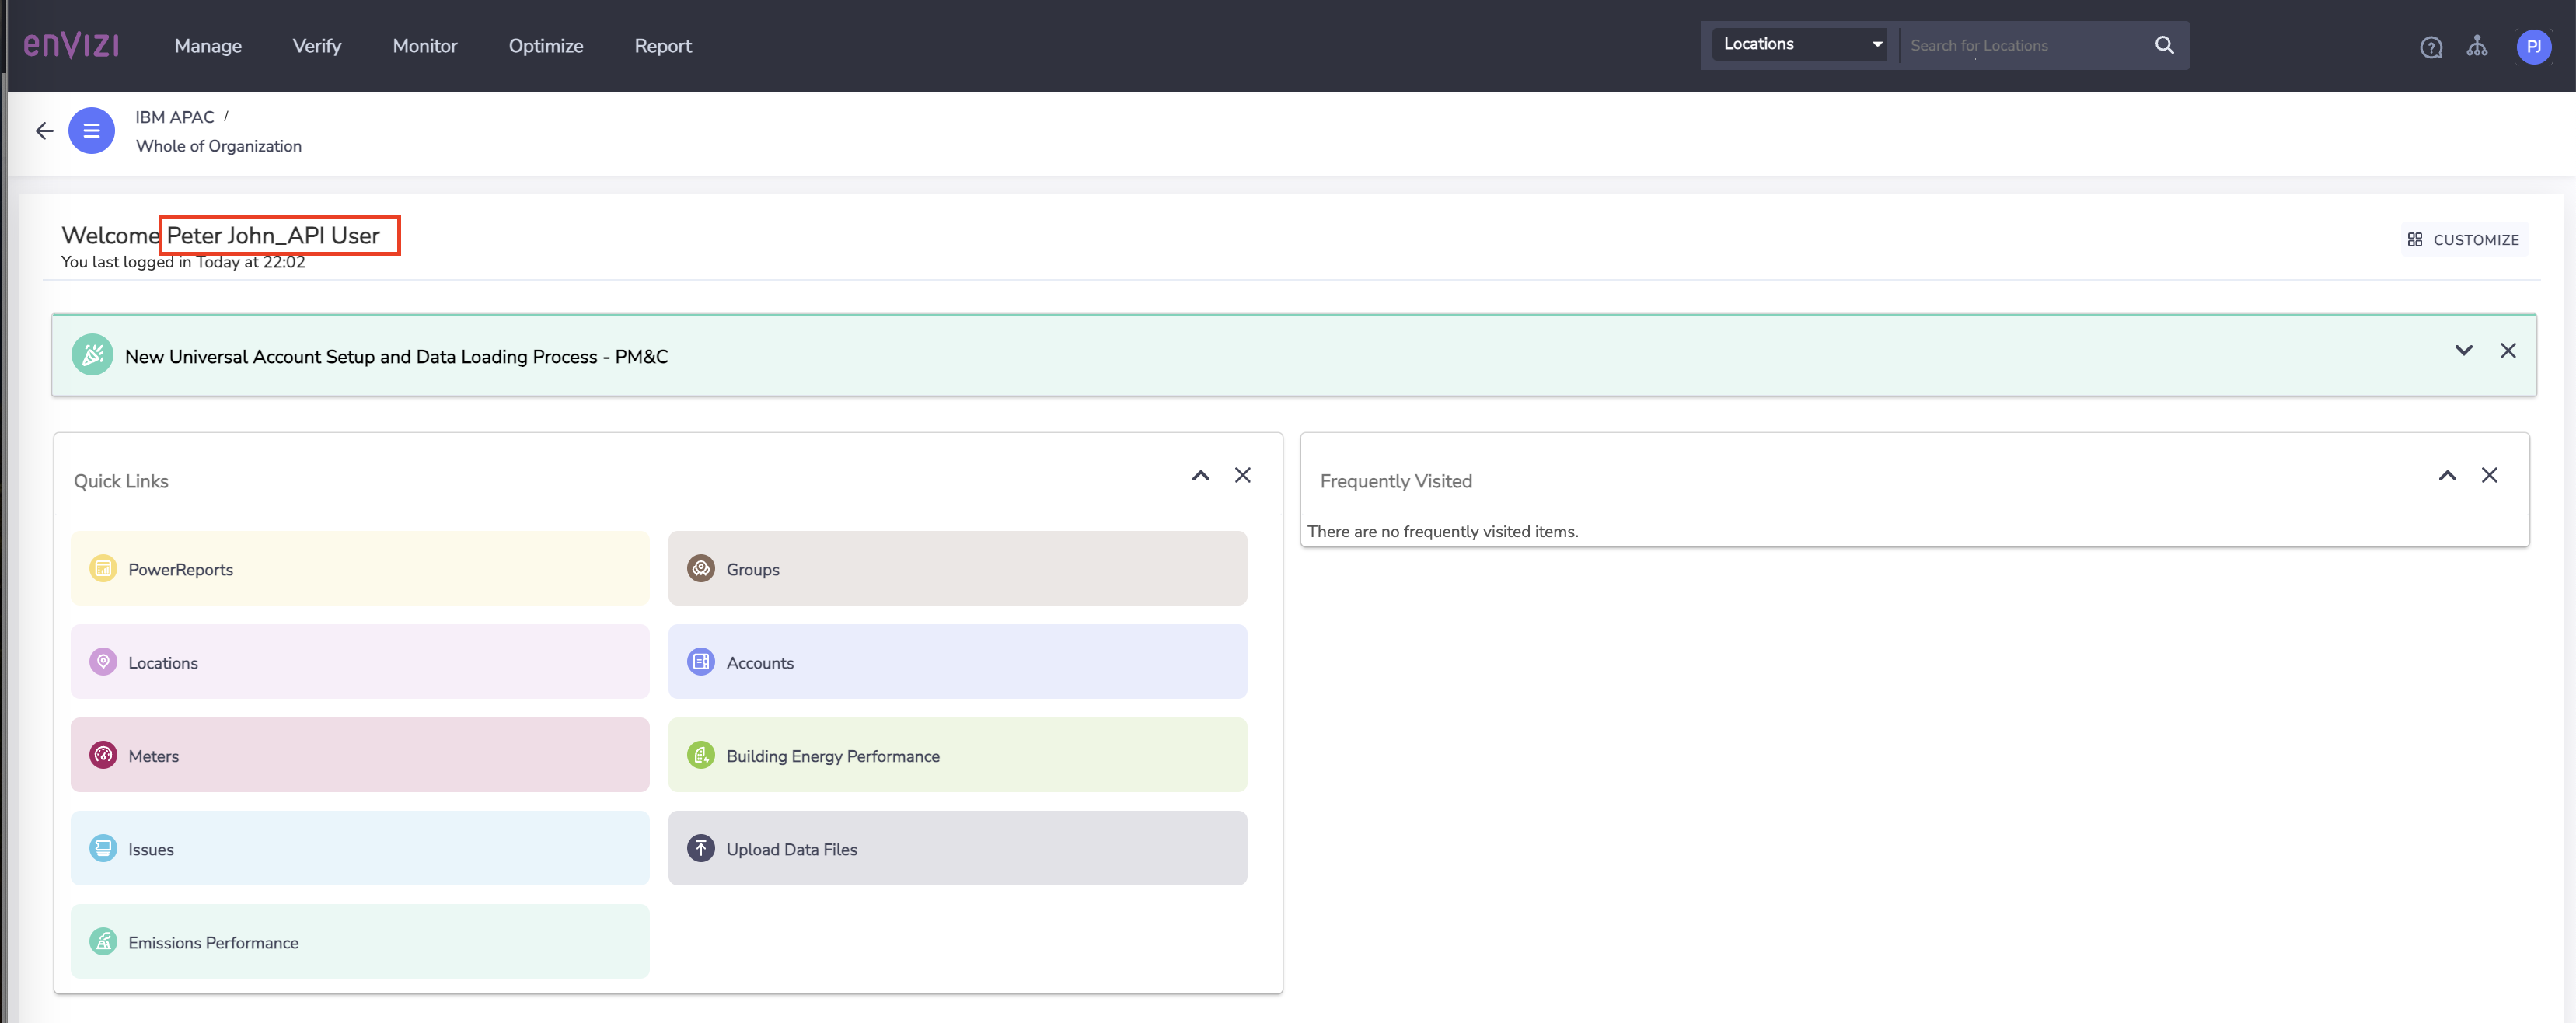 enVIZI
Manage
Verify
Monitor
Optimize
Report
Locations
Search for Locations
PJ
IBM APAC /
Whole of Organization
Welcome Peter John_API User
You last logged in Today at 22:02
CUSTOMIZE
New Universal Account Setup and Data Loading Process - PM&C
Quick Links
PowerReports
Groups
Locations
Accounts
Meters
Building Energy Performance
Issues
Upload Data Files
Emissions Performance
Frequently Visited
There are no frequently visited items.